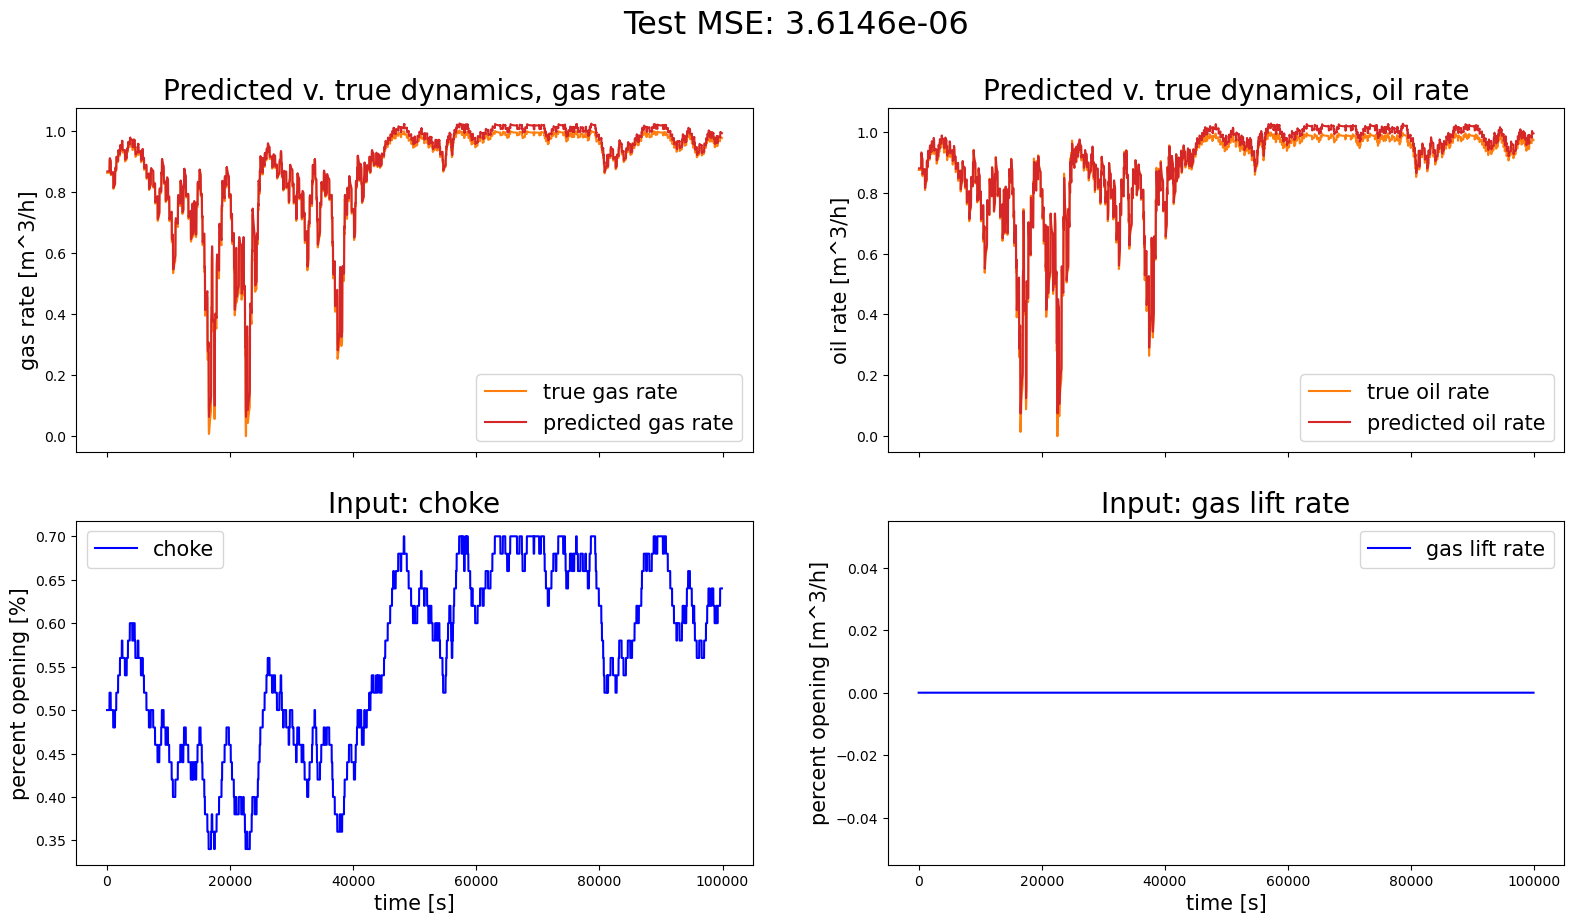 Test MSE: 3.6146e-06
Predicted v. true dynamics, gas rate
gas rate [m^3/h]
1.0
0.8
0.6
0.4
0.2
0.0
true gas rate
predicted gas rate
Predicted v. true dynamics, oil rate
oil rate [m^3/h]
1.0
0.8
0.6
0.4
0.2
0.0
true oil rate
predicted oil rate
Input: choke
percent opening [%]
0.70
0.65
0.60
0.55
0.50
0.45
0.40
0.35
choke
0 20000 40000 60000 80000 100000
time [s]
Input: gas lift rate
percent opening [m^3/h]
0.04
0.02
0.00
−0.02
−0.04
gas lift rate
0 20000 40000 60000 80000 100000
time [s]